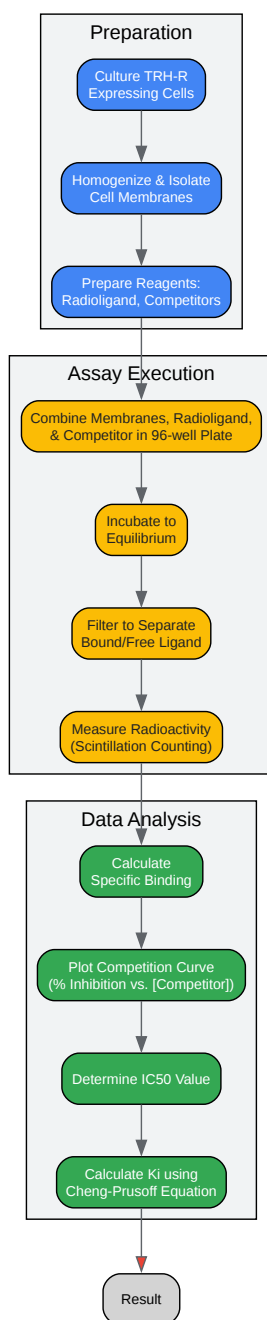 Preparation
Culture TRH-R
Expressing Cells
Homogenize & Isolate
Cell Membranes
Prepare Reagents:
Radioligand, Competitors
Assay Execution
Combine Membranes, Radioligand,
& Competitor in 96-well Plate
Incubate to
Equilibrium
Filter to Separate
Bound/Free Ligand
Measure Radioactivity
(Scintillation Counting)
Data Analysis
Calculate
Specific Binding
Plot Competition Curve
(% Inhibition vs. [Competitor])
Determine IC50 Value
Calculate Ki using
Cheng-Prusoff Equation
Result